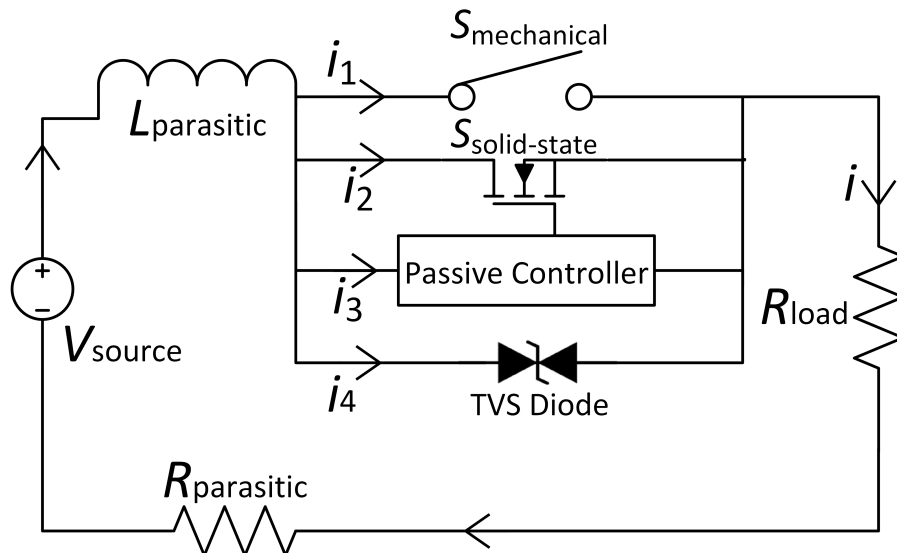 Smechanical
i1
Lparasitic
Ssolid-state
i2
i
+
Passive Controller
−
i3
Rload
Vsource
i4
TVS Diode
Rparasitic